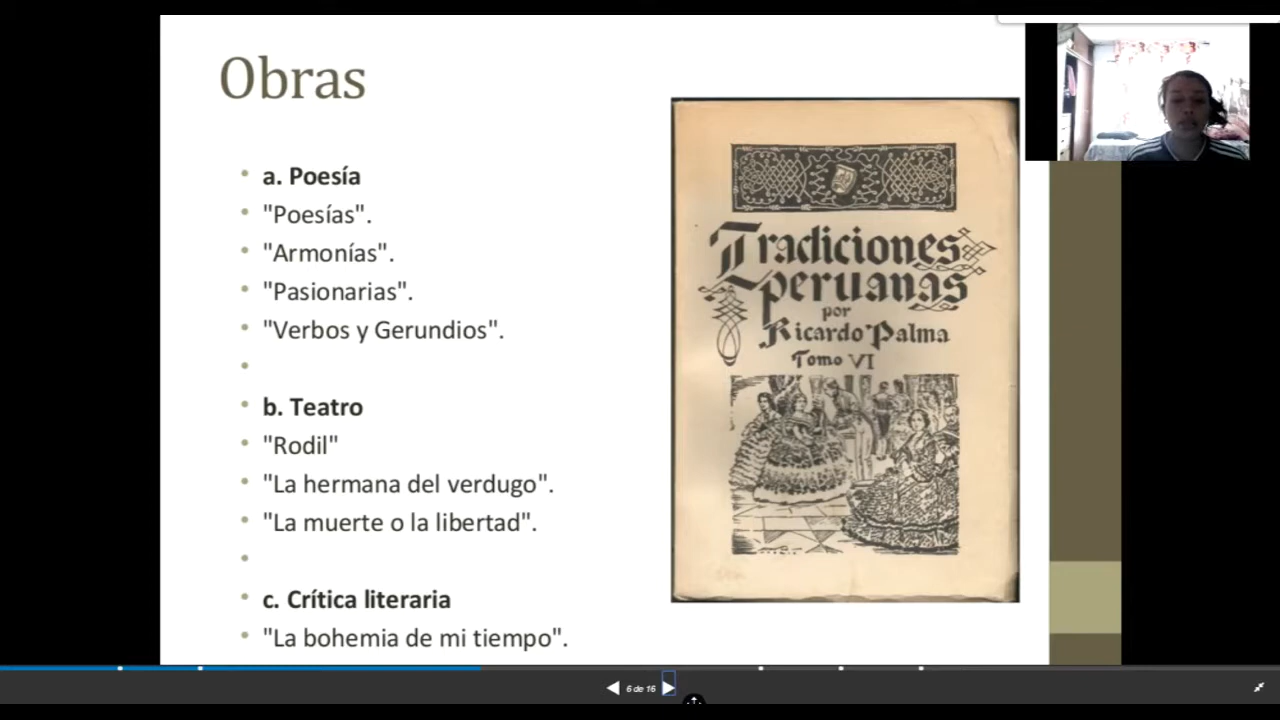 Obras
a. Poesía
"Poesías".
"Armonías".
"Pasionarias".
"Verbos y Gerundios".
b. Teatro
"Rodil"
"La hermana del verdugo".
"La muerte o la libertad".
c. Crítica literaria
"La bohemia de mi tiempo".
Tradiciones
peruanas
por
Ricardo Palma
Tomo VI
6 de 16